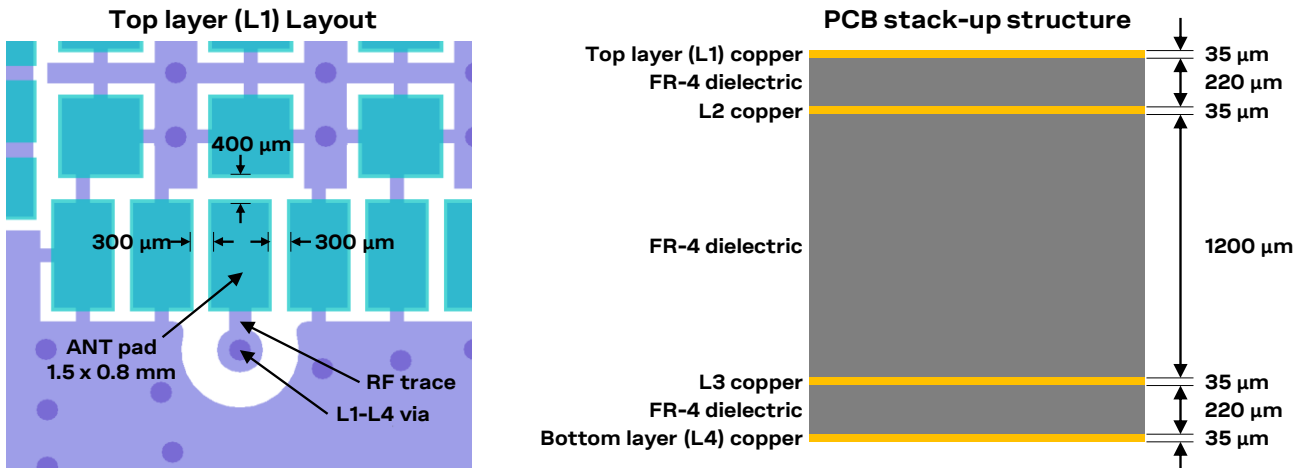 Top layer (L1) Layout
400 µm
300 µm
300 µm
ANT pad
1.5 x 0.8 mm
RF trace
L1-L4 via
PCB stack-up structure
Top layer (L1) copper
35 µm
FR-4 dielectric
220 µm
L2 copper
35 µm
FR-4 dielectric
1200 µm
L3 copper
35 µm
FR-4 dielectric
220 µm
Bottom layer (L4) copper
35 µm